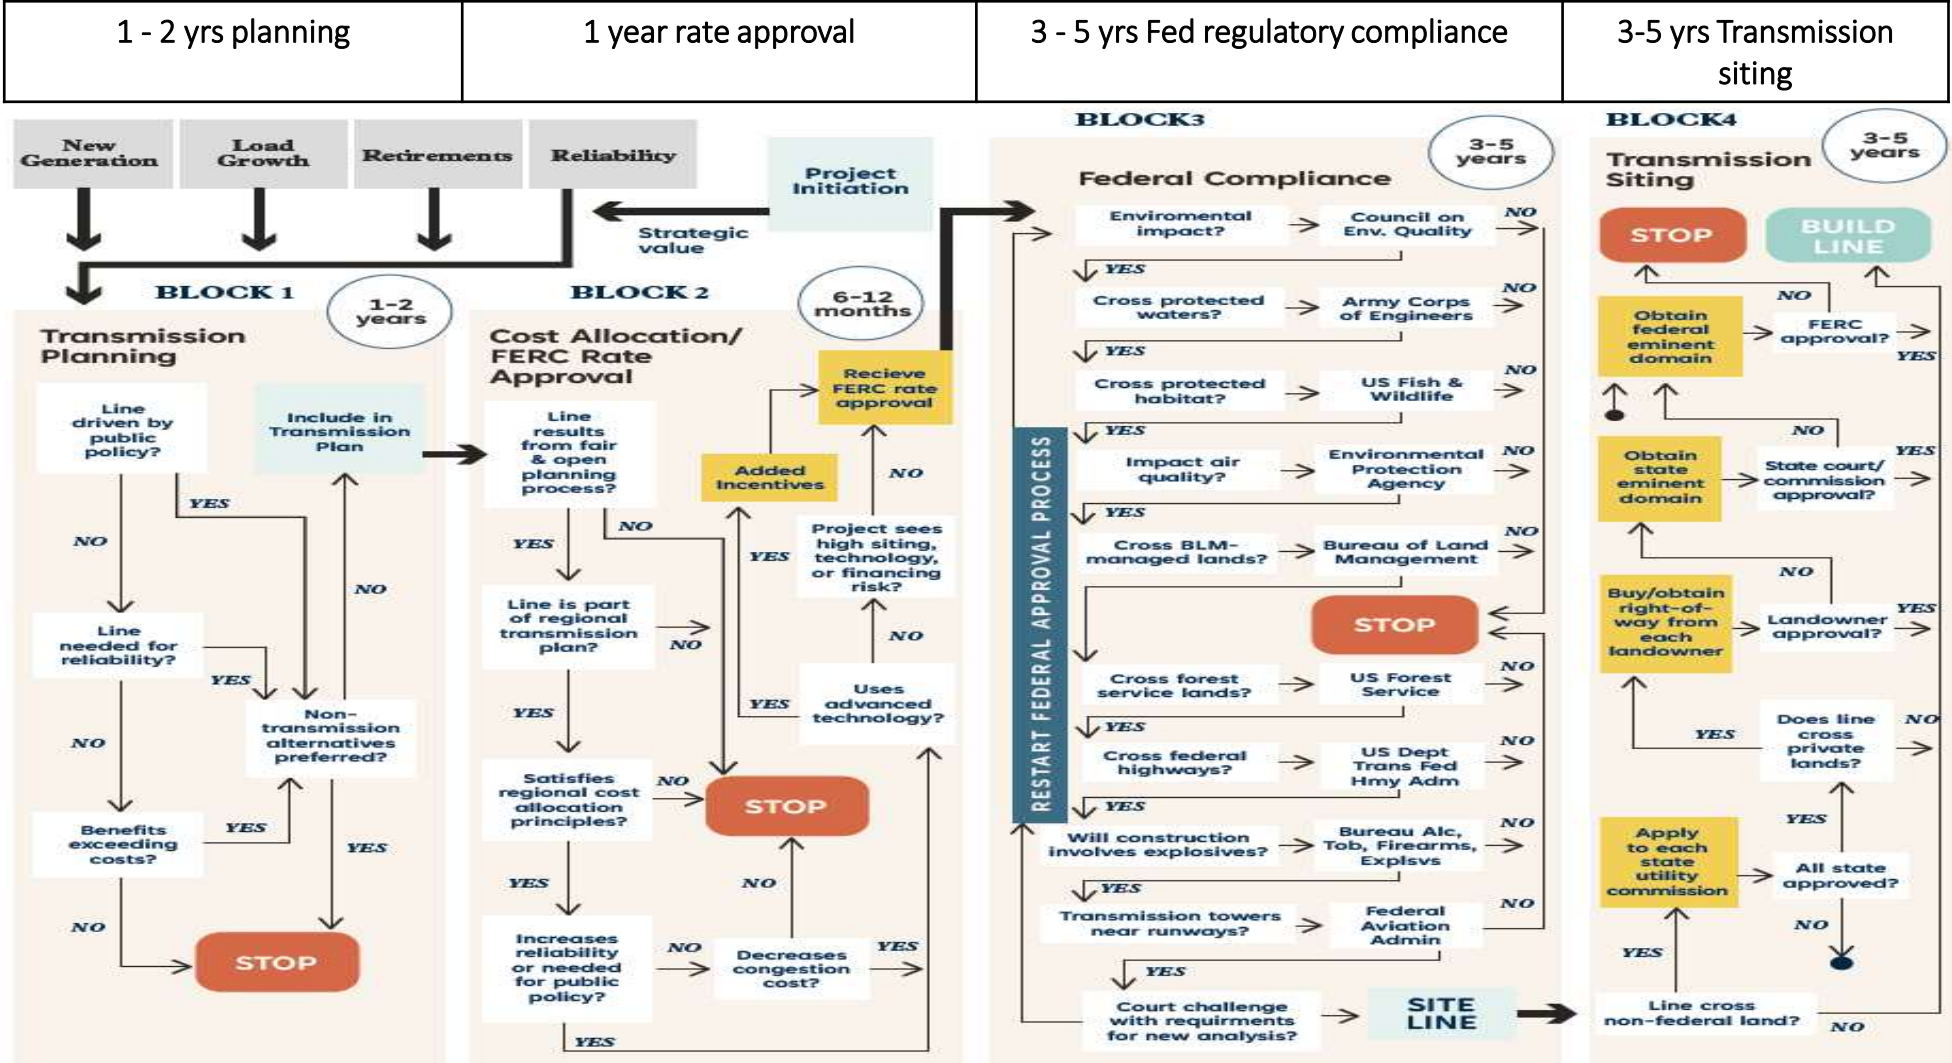 1 - 2 yrs planning
1 year rate approval
3 - 5 yrs Fed regulatory compliance
3-5 yrs Transmission
siting
New
Generation
Load
Growth
Retirements
Reliability
Project
Initiation
Strategic
value
BLOCK 1
1-2
years
Transmission
Planning
Line
driven by
public
policy?
Include in
Transmission
Plan
YES
NO
NO
Line
needed for
reliability?
YES
NO
Non-
transmission
alternatives
preferred?
Benefits
exceeding
costs?
YES
YES
NO
STOP
BLOCK 2
6-12
months
Cost Allocation/
FERC Rate
Approval
Recieve
FERC rate
approval
Line
results
from fair
& open
planning
process?
Added
Incentives
NO
NO
YES
YES
Project sees
high siting,
technology,
or financing
risk?
Line is part
of regional
transmission
plan?
NO
NO
YES
YES
Uses
advanced
technology?
Satisfies
regional cost
allocation
principles?
NO
STOP
YES
NO
Increases
reliability
or needed
for public
policy?
NO
Decreases
congestion
cost?
YES
YES
BLOCK3
3-5
years
Federal Compliance
Enviromental
impact?
Council on
Env. Quality
NO
YES
Cross protected
waters?
Army Corps
of Engineers
NO
YES
Cross protected
habitat?
US Fish &
Wildlife
NO
YES
Impact air
quality?
Environmental
Protection
Agency
NO
YES
Cross BLM-
managed lands?
Bureau of Land
Management
NO
STOP
RESTART FEDERAL APPROVAL PROCESS
Cross forest
service lands?
US Forest
Service
NO
YES
Cross federal
highways?
US Dept
Trans Fed
Hmy Adm
NO
YES
Will construction
involves explosives?
Bureau Alc,
Tob, Firearms,
Explsvs
NO
YES
Transmission towers
near runways?
Federal
Aviation
Admin
NO
YES
Court challenge
with requirments
for new analysis?
SITE
LINE
BLOCK4
3-5
years
Transmission
Siting
STOP
BUILD
LINE
NO
Obtain
federal
eminent
domain
FERC
approval?
YES
NO
Obtain
state
eminent
domain
State court/
commission
approval?
YES
NO
Buy/obtain
right-of-
way from
each
landowner
Landowner
approval?
YES
YES
Does line
cross
private
lands?
NO
YES
Apply
to each
state
utility
commission
All state
approved?
NO
YES
Line cross
non-federal land?
NO